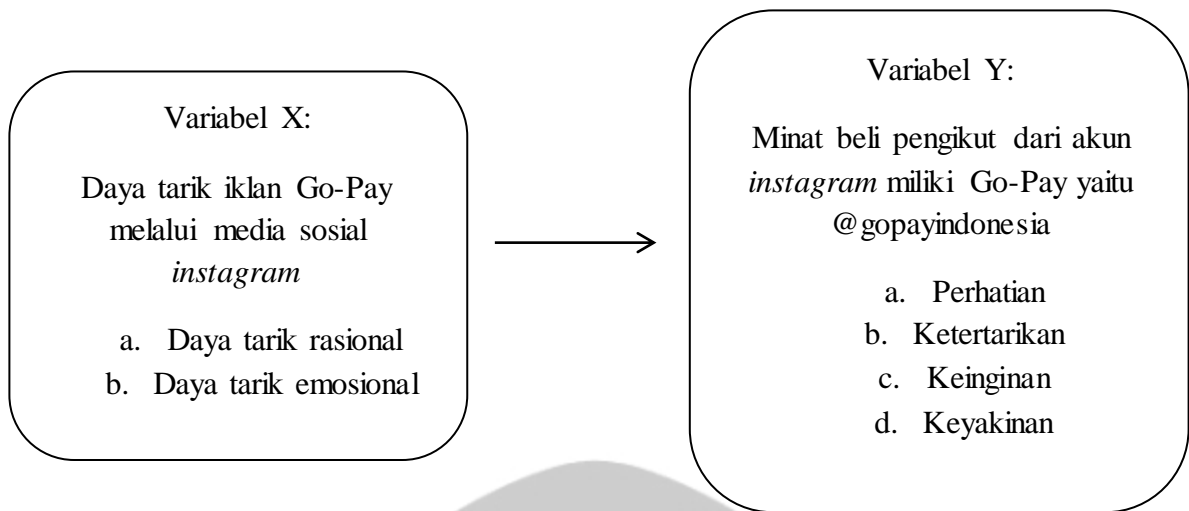 Variabel X:
Daya tarik iklan Go-Pay
melalui media sosial
instagram
a. Daya tarik rasional
b. Daya tarik emosional
Variabel Y:
Minat beli pengikut dari akun
instagram miliki Go-Pay yaitu
@gopayindonesia
a. Perhatian
b. Ketertarikan
c. Keinginan
d. Keyakinan